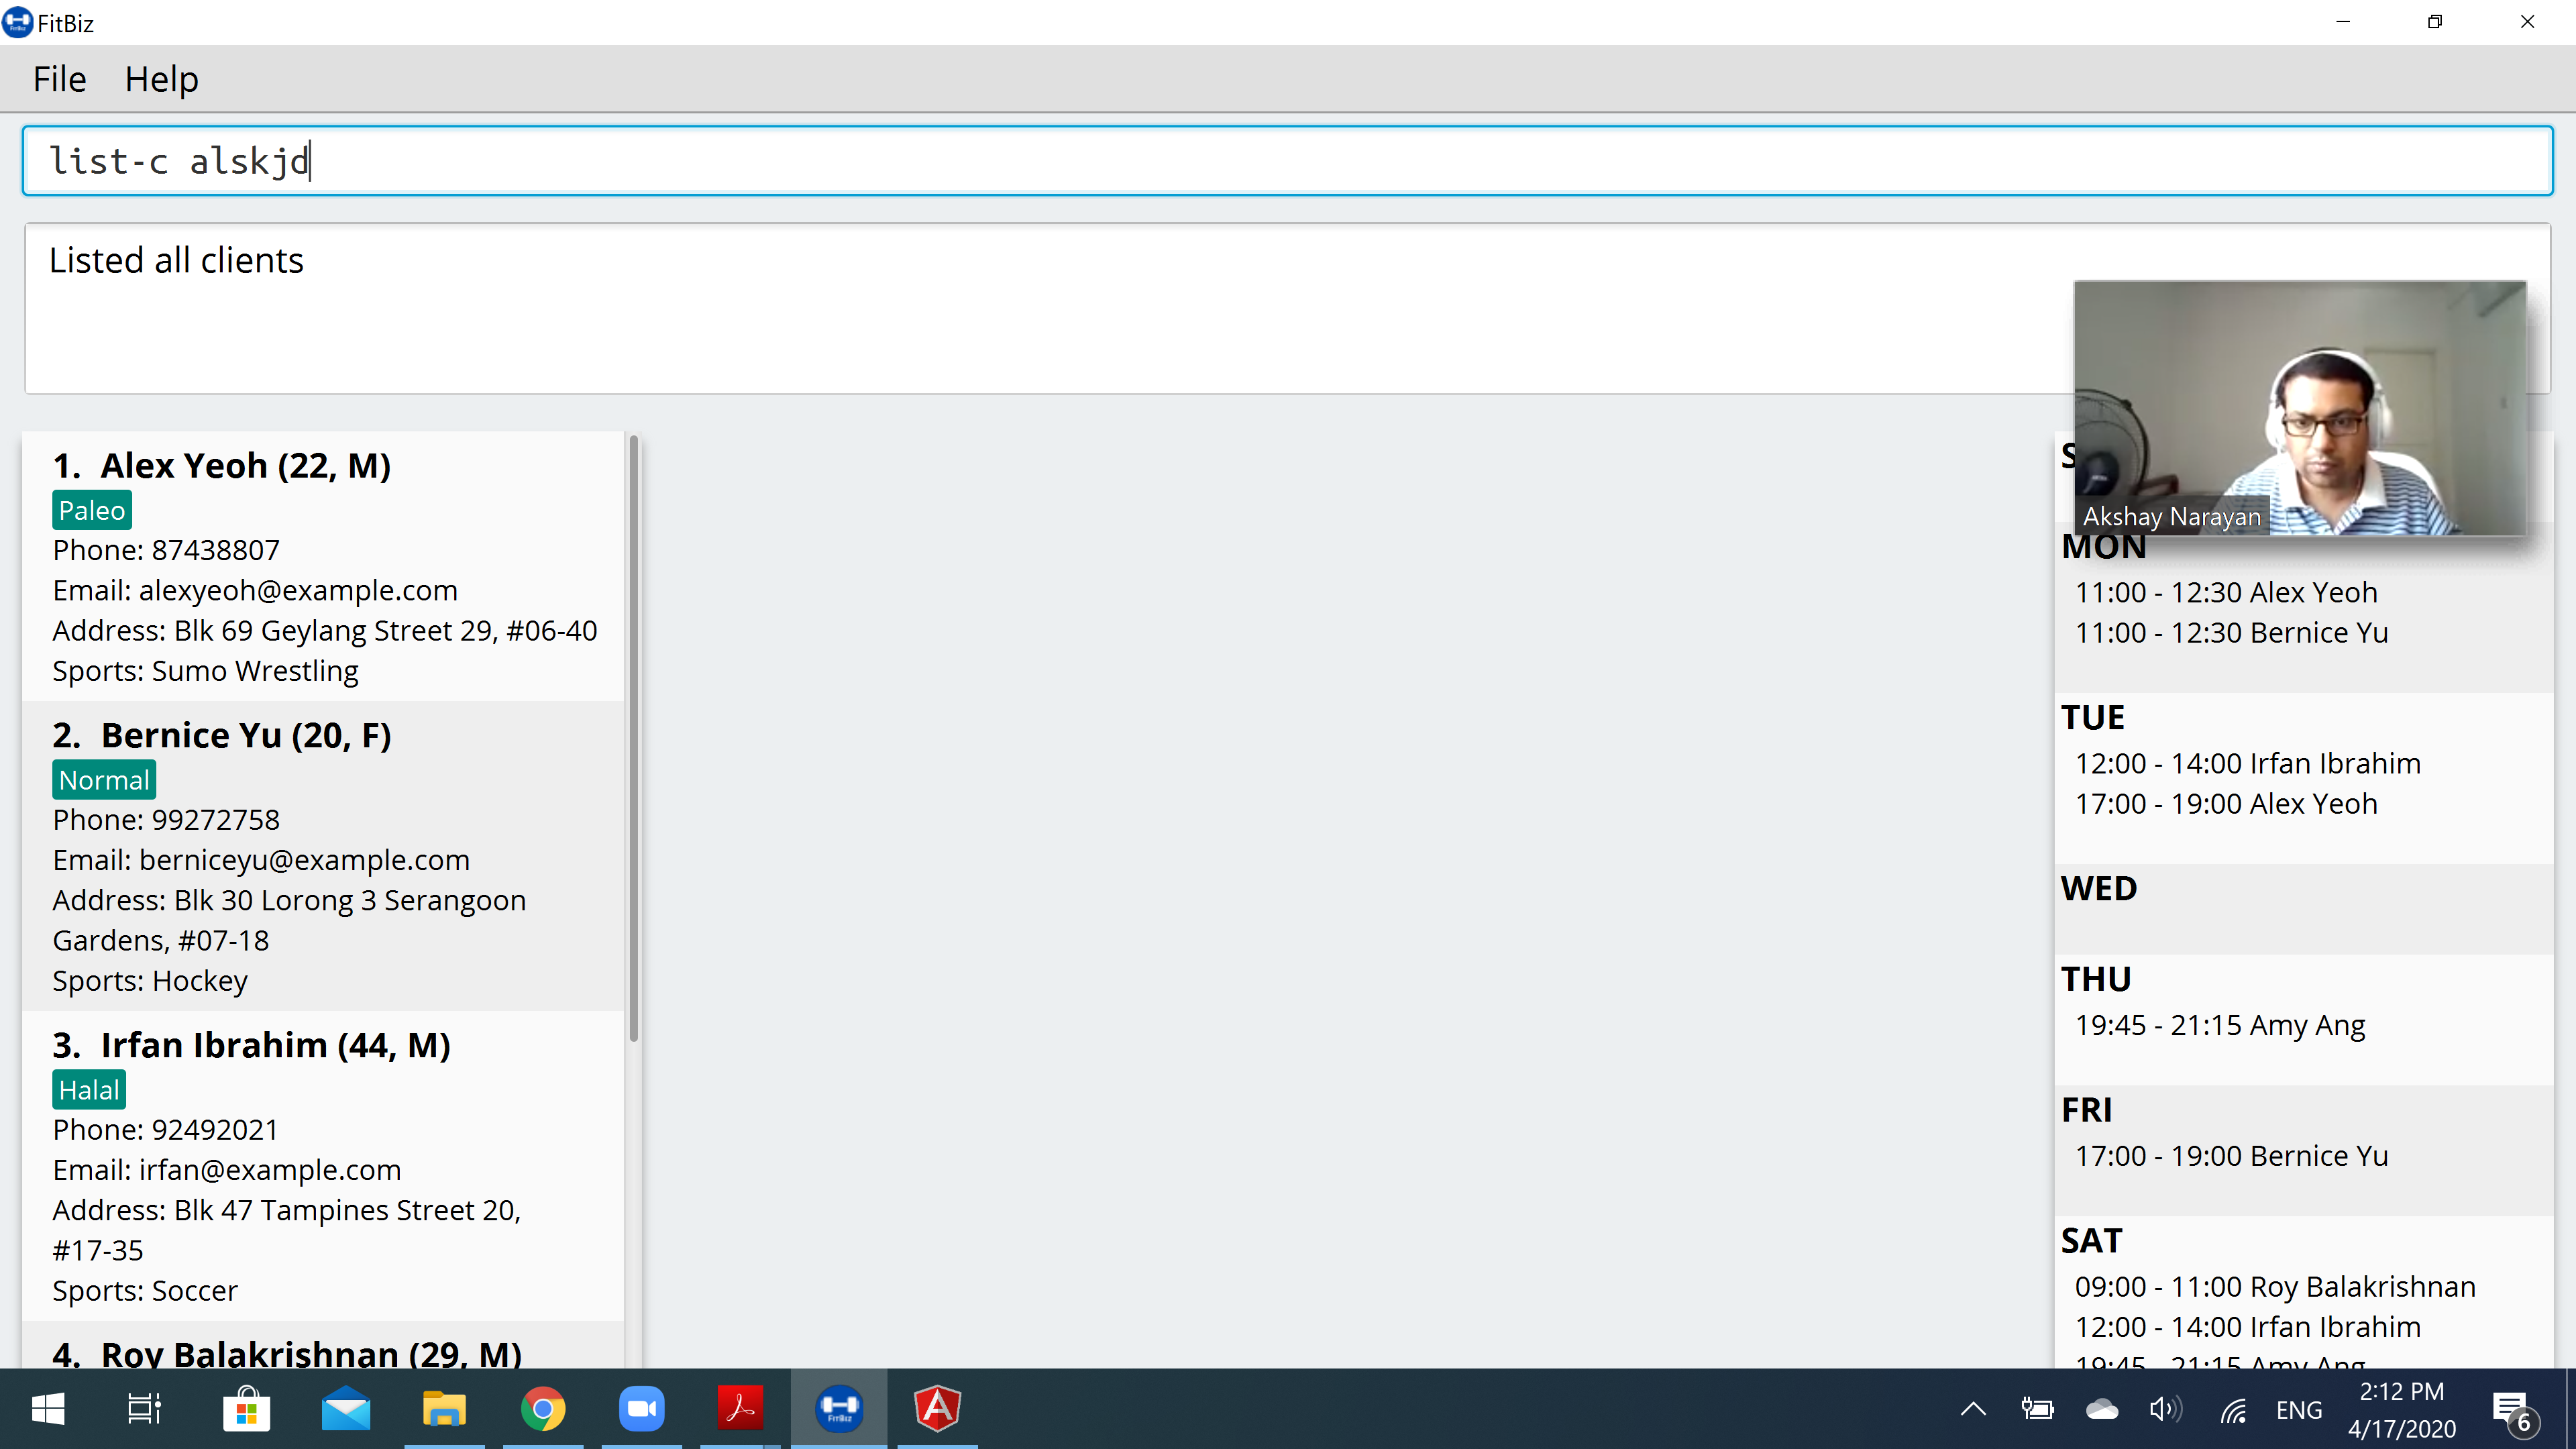 FitBiz
File Help
list-c alskjd
Listed all clients
1. Alex Yeoh (22, M)
Paleo
Phone: 87438807
Email: alexyeoh@example.com
Address: Blk 69 Geylang Street 29, #06-40
Sports: Sumo Wrestling
2. Bernice Yu (20, F)
Normal
Phone: 99272758
Email: berniceyu@example.com
Address: Blk 30 Lorong 3 Serangoon
Gardens, #07-18
Sports: Hockey
3. Irfan Ibrahim (44, M)
Halal
Phone: 92492021
Email: irfan@example.com
Address: Blk 47 Tampines Street 20,
#17-35
Sports: Soccer
4. Roy Balakrishnan (29, M)
Akshay Narayan
MON
11:00 - 12:30 Alex Yeoh
11:00 - 12:30 Bernice Yu
TUE
12:00 - 14:00 Irfan Ibrahim
17:00 - 19:00 Alex Yeoh
WED
THU
19:45 - 21:15 Amy Ang
FRI
17:00 - 19:00 Bernice Yu
SAT
09:00 - 11:00 Roy Balakrishnan
12:00 - 14:00 Irfan Ibrahim
19:45 - 21:15 Amy Ang
FitBiz
ENG
2:12 PM
4/17/2020
6